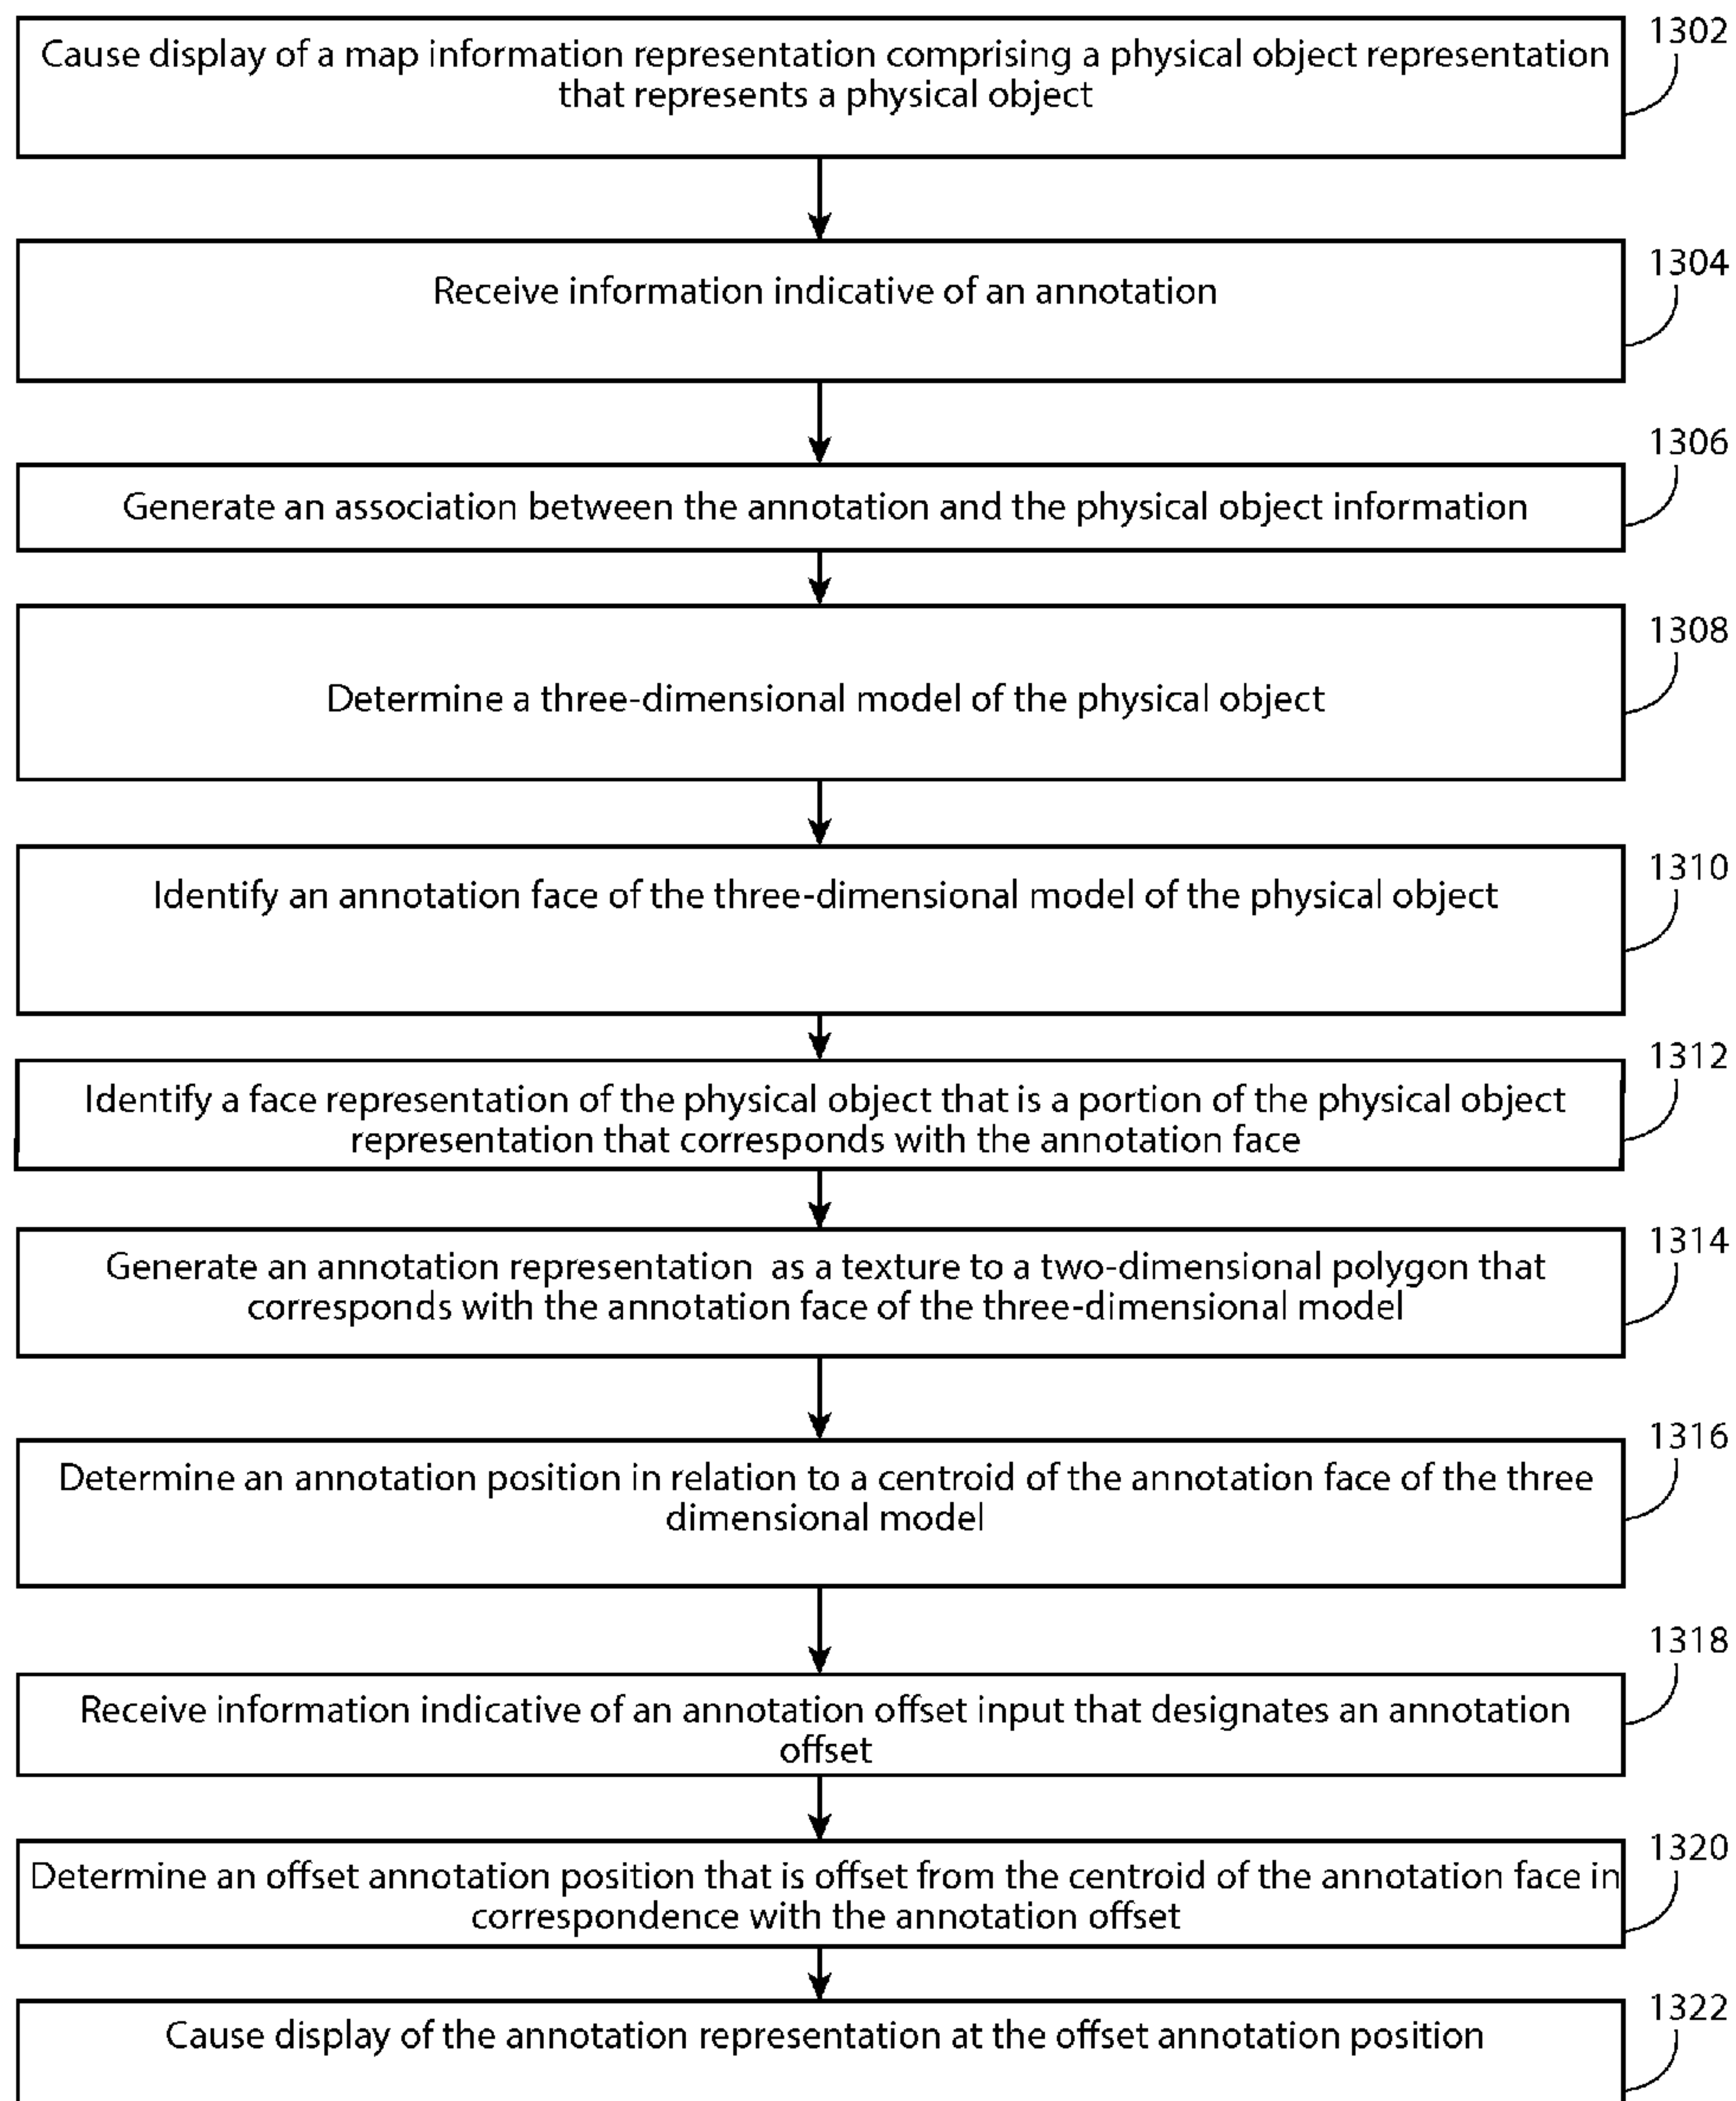 1302
Cause display of a map information representation comprising a physical object representation
that represents a physical object
1304
Receive information indicative of an annotation
1306
Generate an association between the annotation and the physical object information
1308
Determine a three-dimensional model of the physical object
1310
Identify an annotation face of the three-dimensional model of the physical object
1312
Identify a face representation of the physical object that is a portion of the physical object
representation that corresponds with the annotation face
1314
Generate an annotation representation as a texture to a two-dimensional polygon that
corresponds with the annotation face of the three-dimensional model
1316
Determine an annotation position in relation to a centroid of the annotation face of the three
dimensional model
1318
Receive information indicative of an annotation offset input that designates an annotation
offset
1320
Determine an offset annotation position that is offset from the centroid of the annotation face in
correspondence with the annotation offset
1322
Cause display of the annotation representation at the offset annotation position